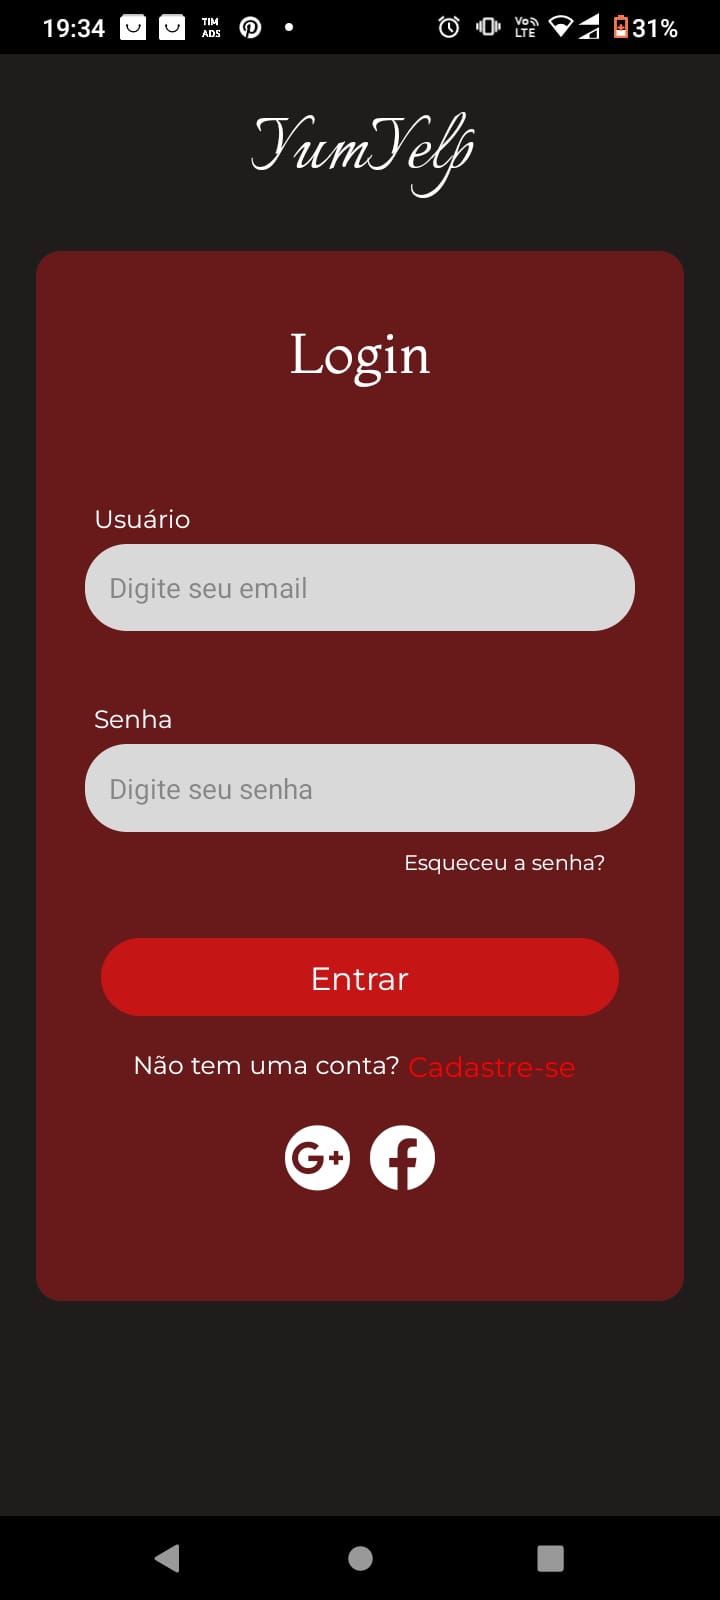 19:34 TIM ADS Vo LTE 31%
YumYelp
Login
Usuário
Digite seu email
Senha
Digite seu senha
Esqueceu a senha?
Entrar
Não tem uma conta? Cadastre-se
G+ f